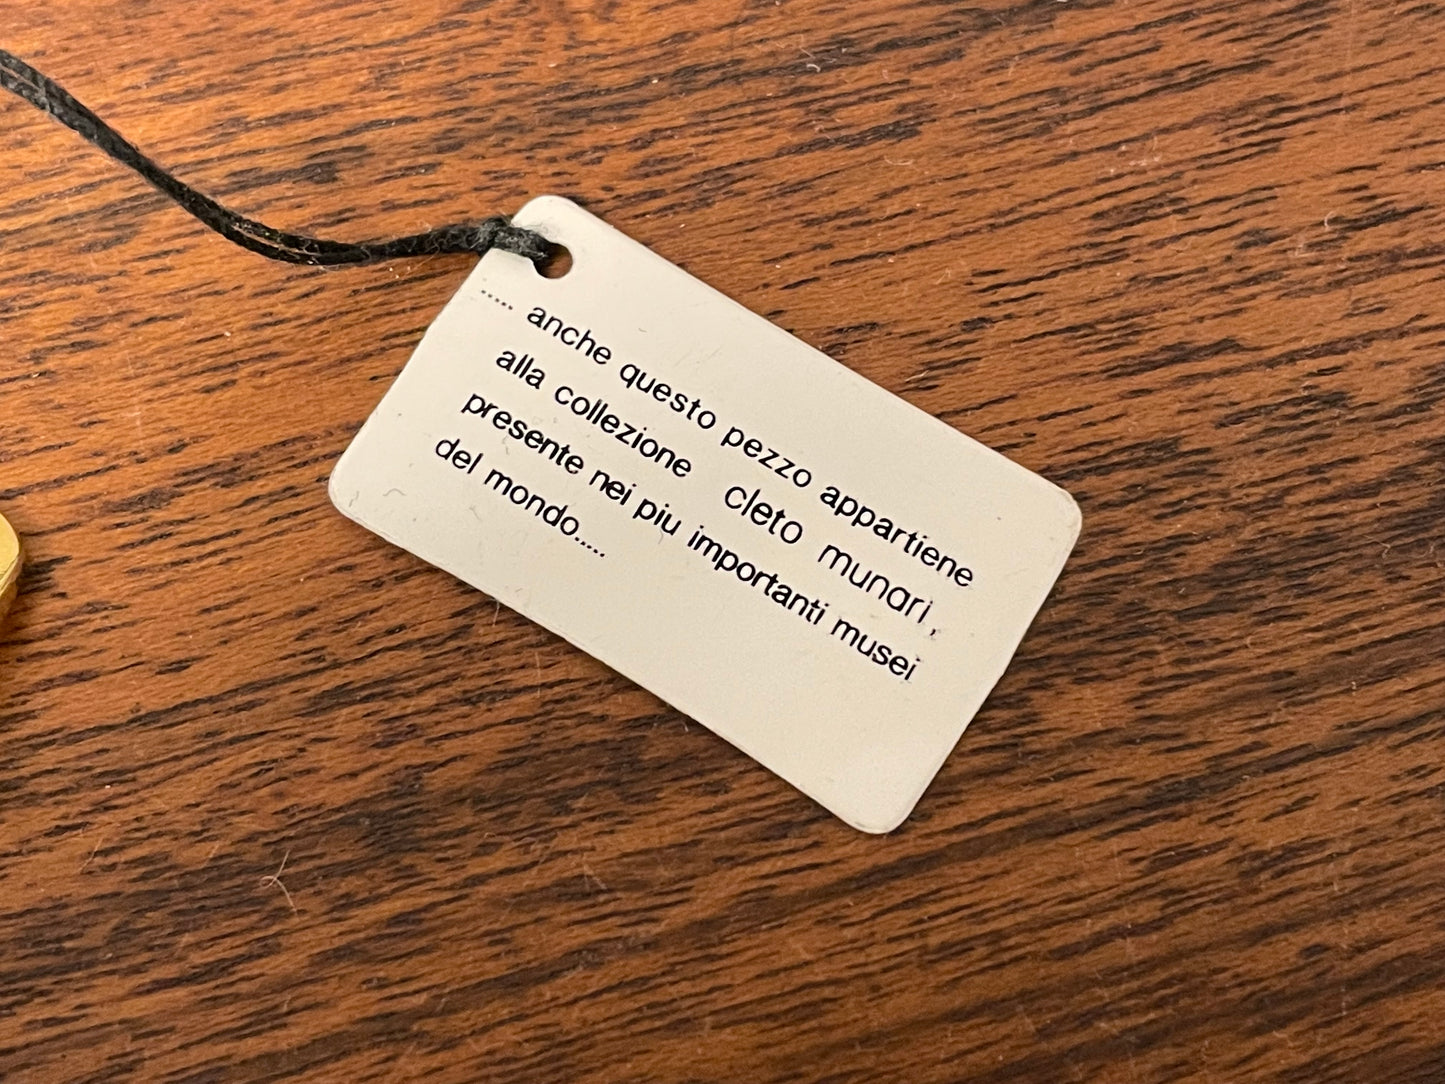 ..... anche questo pezzo appartiene
alla collezione cleto munari,
presente nei piu importanti musei
del mondo.....